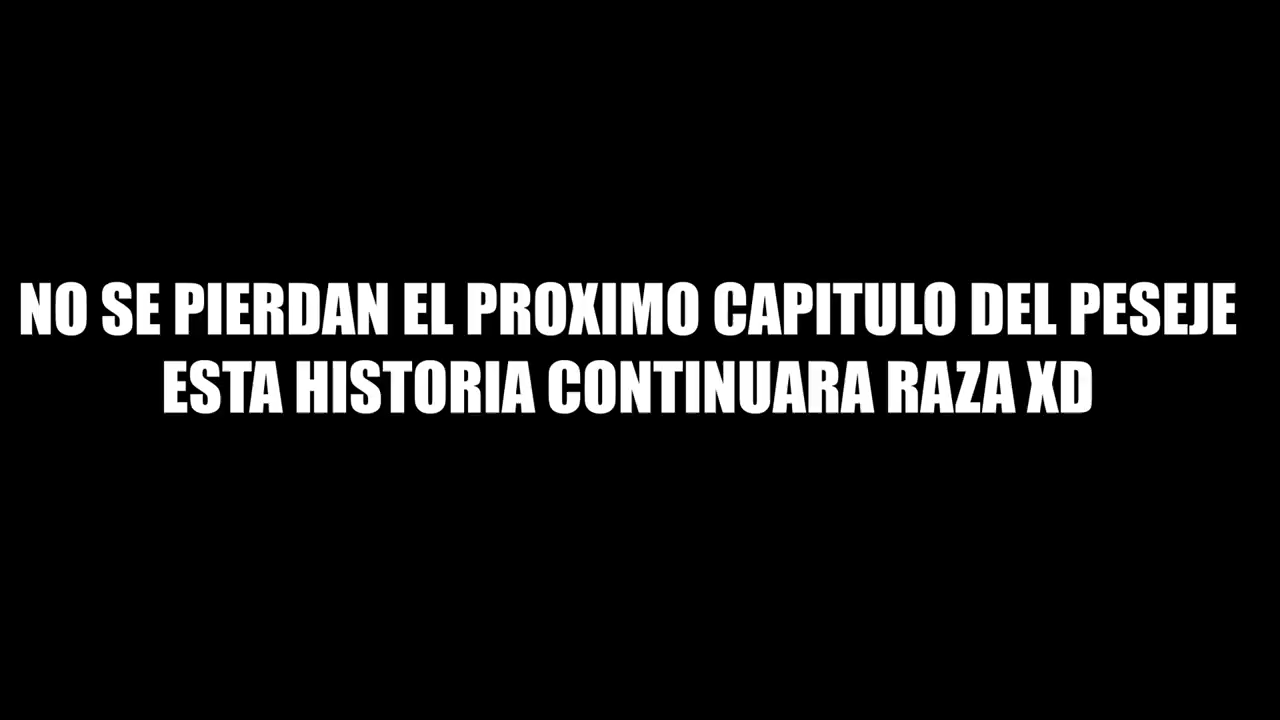 NO SE PIERDAN EL PROXIMO CAPITULO DEL PESEJE
ESTA HISTORIA CONTINUARA RAZA XD